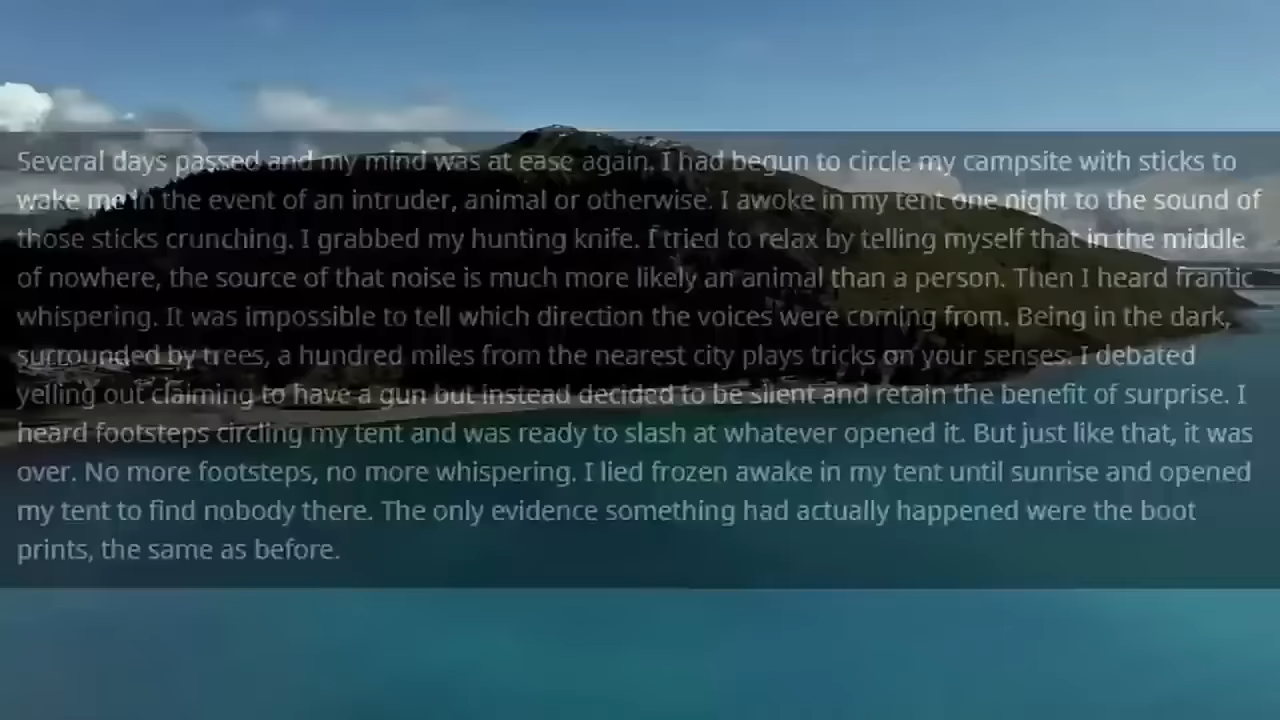 Several days passed and my mind was at ease again. I had begun to circle my campsite with sticks to
wake me in the event of an intruder, animal or otherwise. I awoke in my tent one night to the sound of
those sticks crunching. I grabbed my hunting knife. I tried to relax by telling myself that in the middle
of nowhere, the source of that noise is much more likely an animal than a person. Then I heard frantic
whispering. It was impossible to tell which direction the voices were coming from. Being in the dark,
surrounded by trees, a hundred miles from the nearest city plays tricks on your senses. I debated
yelling out claiming to have a gun but instead decided to be silent and retain the benefit of surprise. I
heard footsteps circling my tent and was ready to slash at whatever opened it. But just like that, it was
over. No more footsteps, no more whispering. I lied frozen awake in my tent until sunrise and opened
my tent to find nobody there. The only evidence something had actually happened were the boot
prints, the same as before.